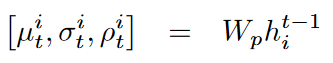 [μ_t^i, σ_t^i, ρ_t^i] = W_p h_i^{t-1}